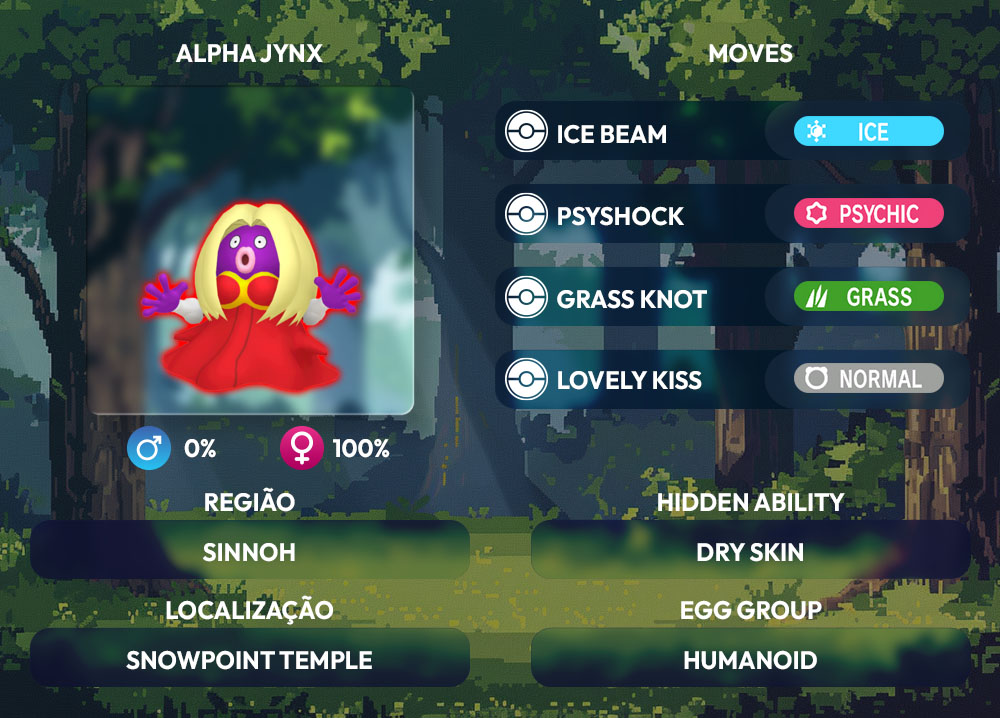 ALPHA JYNX
MOVES
ICE BEAM
ICE
PSYSHOCK
PSYCHIC
GRASS KNOT
GRASS
LOVELY KISS
NORMAL
0%
100%
REGIÃO
SINNOH
HIDDEN ABILITY
DRY SKIN
LOCALIZAÇÃO
SNOWPOINT TEMPLE
EGG GROUP
HUMANOID